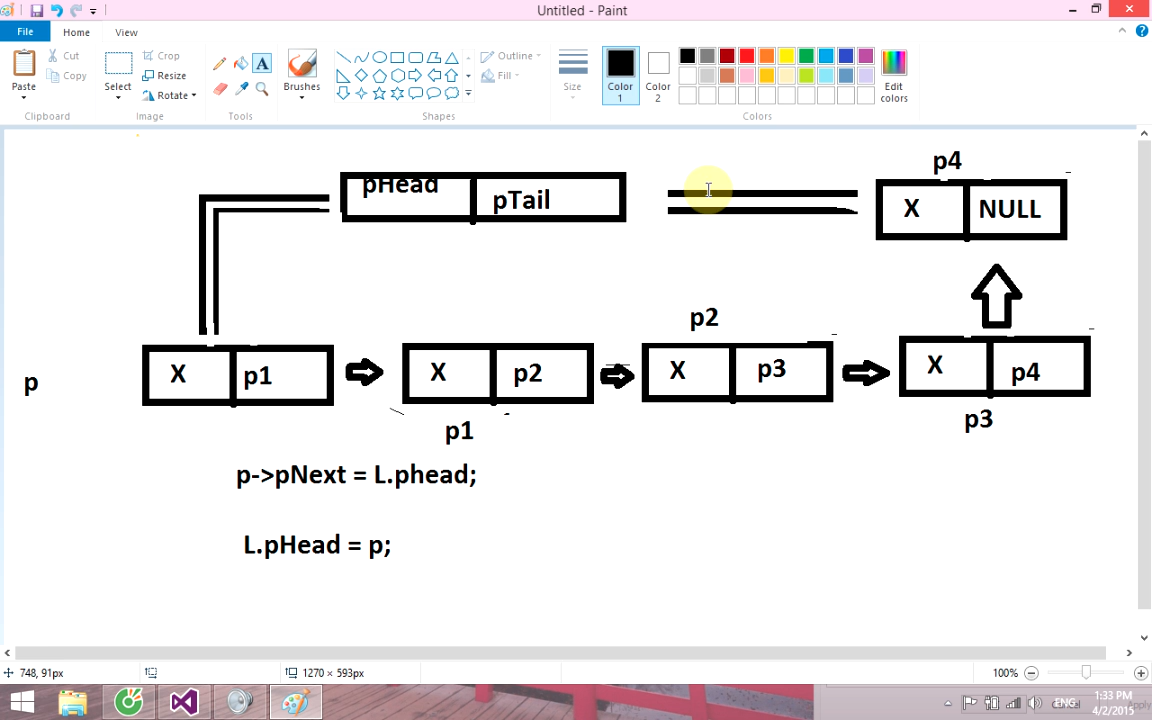 Untitled - Paint
File Home View
Cut
Copy
Paste
Clipboard
Crop
Resize
Rotate
Select
Image
Tools
Brushes
Outline
Fill
Shapes
Size
Color 1
Color 2
Edit colors
Colors
p4
pHead pTail
X NULL
p2
p
X p1
X p2
X p3
X p4
p1
p3
p->pNext = L.phead;
L.pHead = p;
748, 91px
1270 × 593px
100%
ENG
1:33 PM
4/2/2015